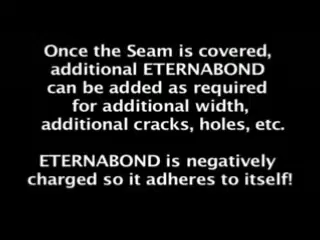 Once the Seam is covered,
additional ETERNABOND
can be added as required
for additional width,
additional cracks, holes, etc.
ETERNABOND is negatively
charged so it adheres to itself!